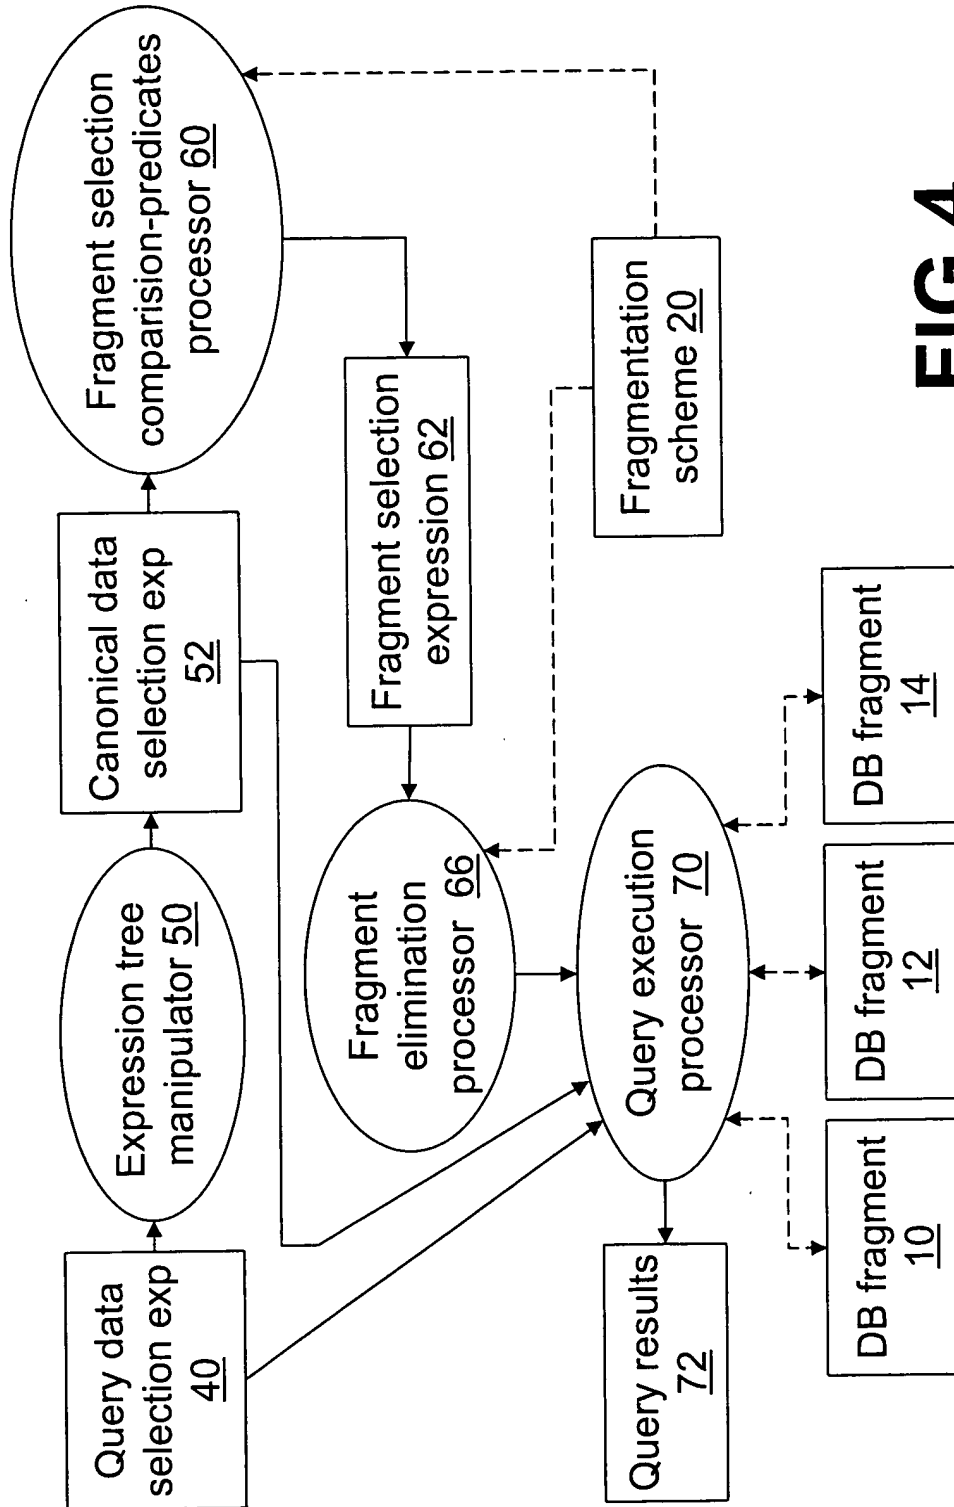 Query data
selection exp
40
Expression tree
manipulator 50
Canonical data
selection exp
52
Fragment selection
comparision-predicates
processor 60
Fragment selection
expression 62
Fragment
elimination
processor 66
Fragmentation
scheme 20
Query execution
processor 70
Query results
72
DB fragment
10
DB fragment
12
DB fragment
14
FIG 4